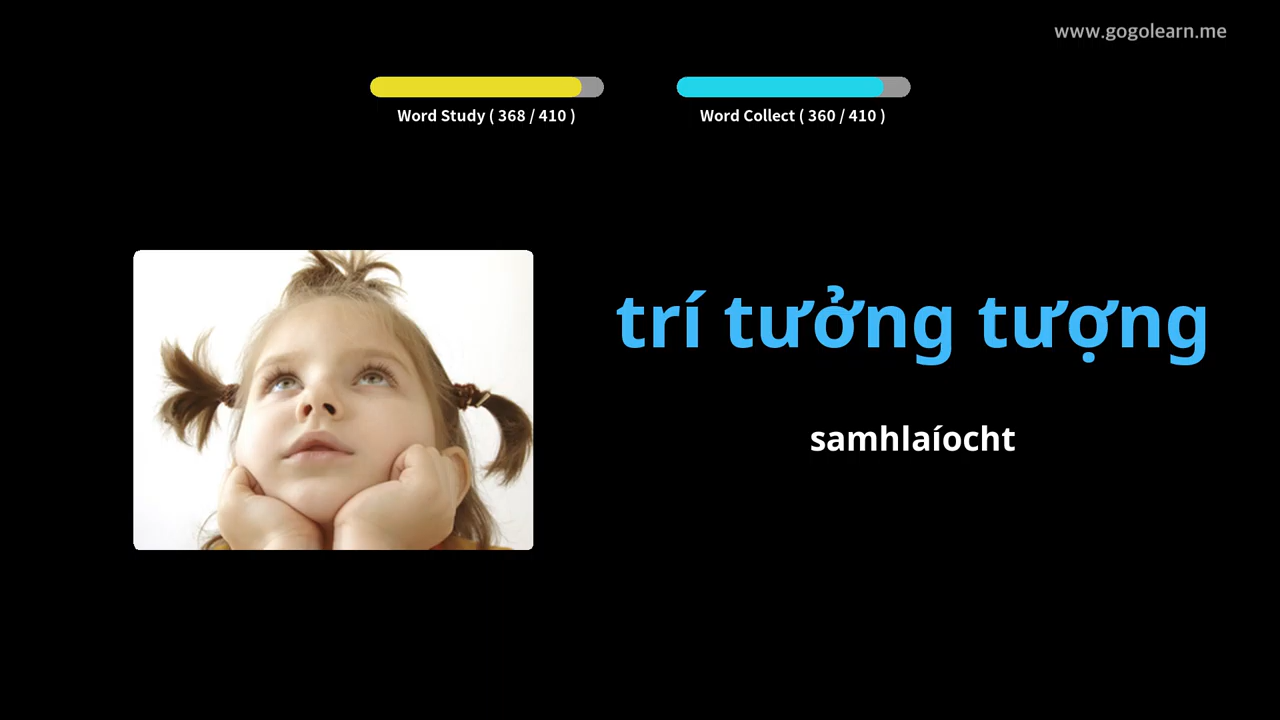 www.gogolearn.me
Word Study ( 368 / 410 )
Word Collect ( 360 / 410 )
trí tưởng tượng
samhlaíocht